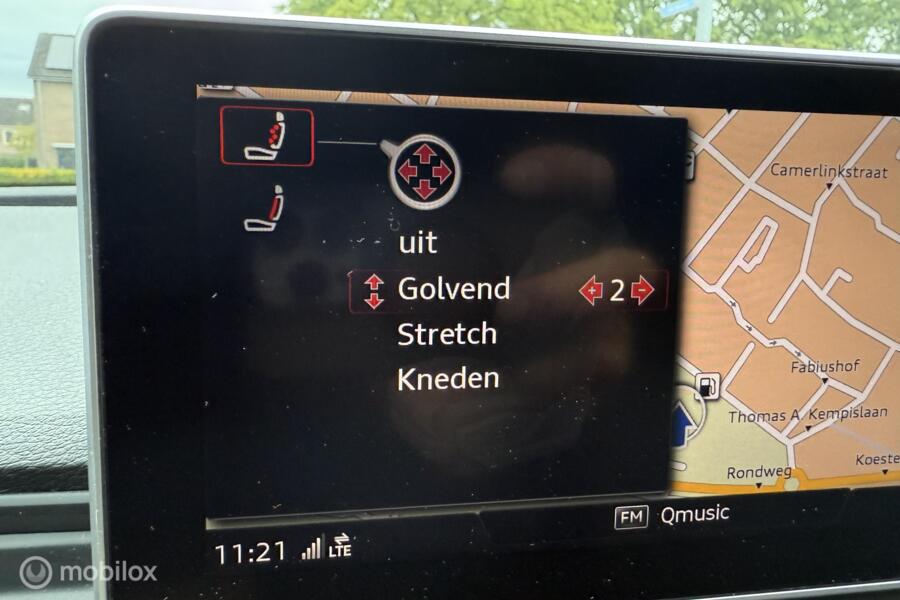 Camerlinkstraat
uit
Golvend
+ 2 -
Stretch
Kneden
Fabiushof
Thomas A Kempislaan
Rondweg
Koeste
FM Qmusic
11:21 LTE
mobilox